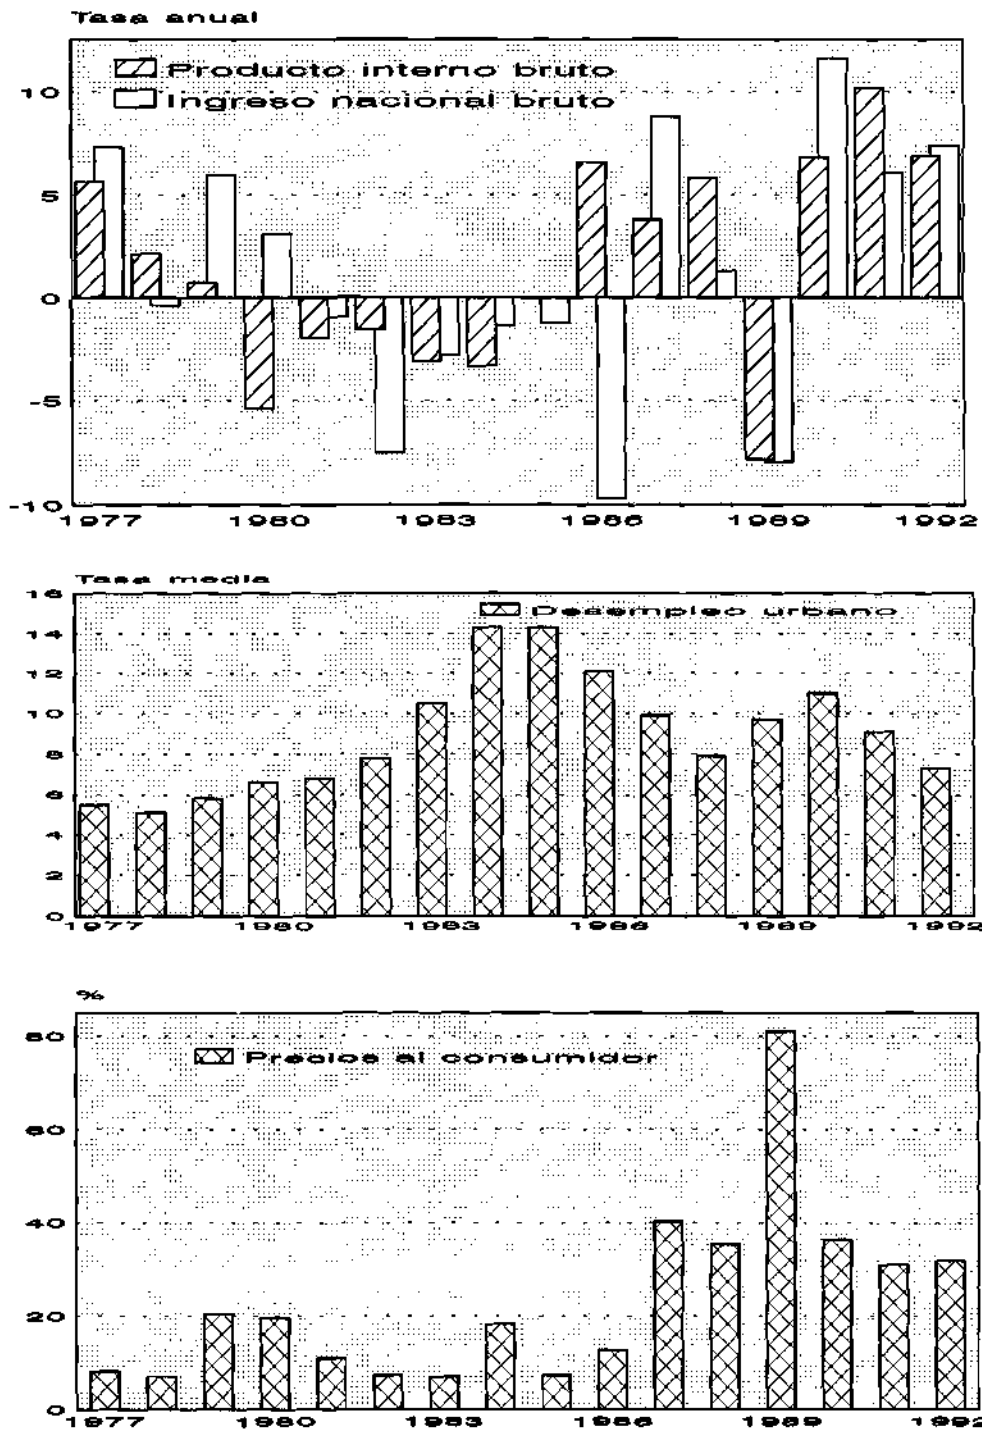 Tasa anual
Producto interno bruto
Ingreso nacional bruto
10
5
0
-5
-10
1977 1980 1983 1986 1989 1992
Tasa media
Desempleo urbano
16
14
12
10
8
6
4
2
0
1977 1980 1983 1986 1989 1992
%
Precios al consumidor
80
60
40
20
0
1977 1980 1983 1986 1989 1992